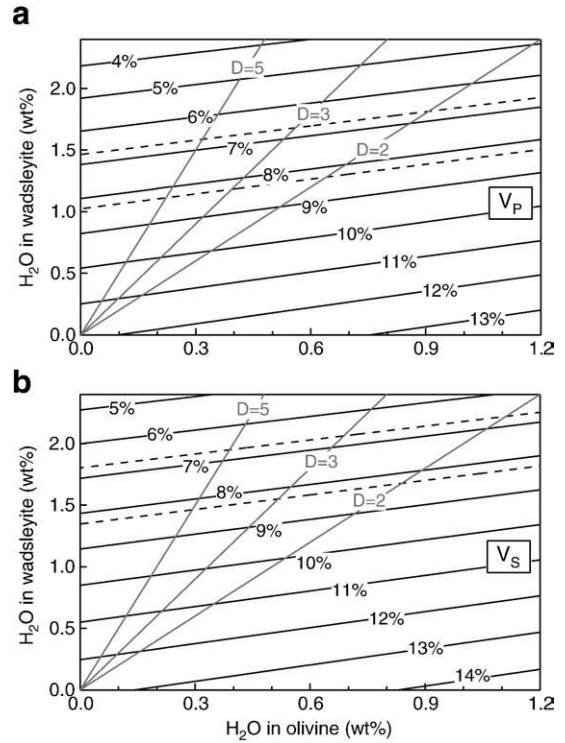 a
H₂O in wadsleyite (wt%)
2.0
1.5
1.0
0.5
0.0
4%
5%
6%
7%
8%
9%
10%
11%
12%
13%
D=5
D=3
D=2
V_P
0.0 0.3 0.6 0.9 1.2
b
H₂O in wadsleyite (wt%)
2.0
1.5
1.0
0.5
0.0
5%
6%
7%
8%
9%
10%
11%
12%
13%
14%
D=5
D=3
D=2
V_S
0.0 0.3 0.6 0.9 1.2
H₂O in olivine (wt%)